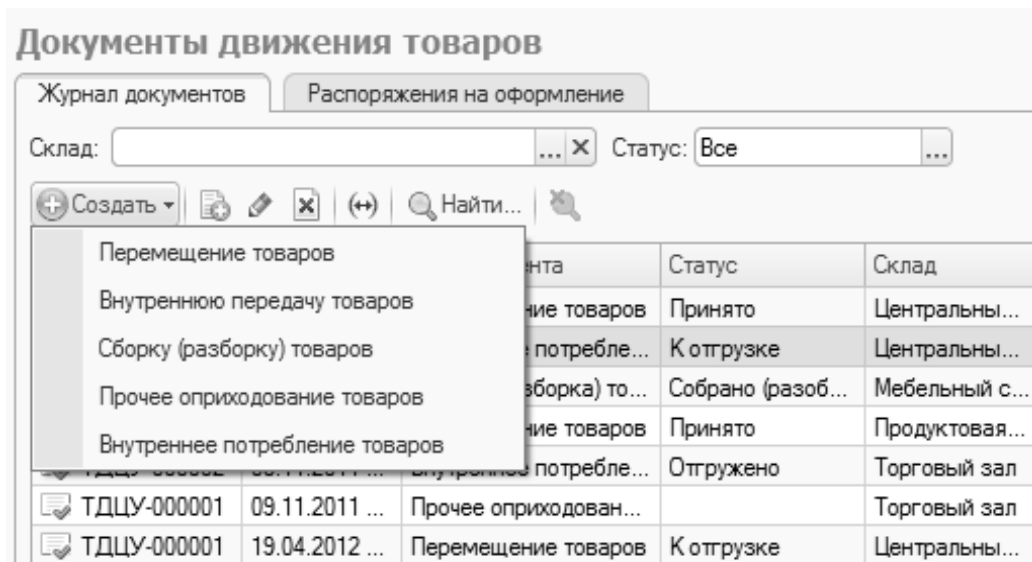 Документы движения товаров
Журнал документов Распоряжения на оформление
Склад: ... Статус: Все ...
Создать Найти...
Перемещение товаров
Внутреннюю передачу товаров
Сборку (разборку) товаров
Прочее оприходование товаров
Внутреннее потребление товаров
нта Статус Склад
ние товаров Принято Центральны...
потребле... К отгрузке Центральны...
зборка) то... Собрано (разоб... Мебельный с...
ние товаров Принято Продуктовая...
потребле... Отгружено Торговый зал
ТДЦУ-000001 09.11.2011 ... Прочее оприходован... Торговый зал
ТДЦУ-000001 19.04.2012 ... Перемещение товаров К отгрузке Центральны...